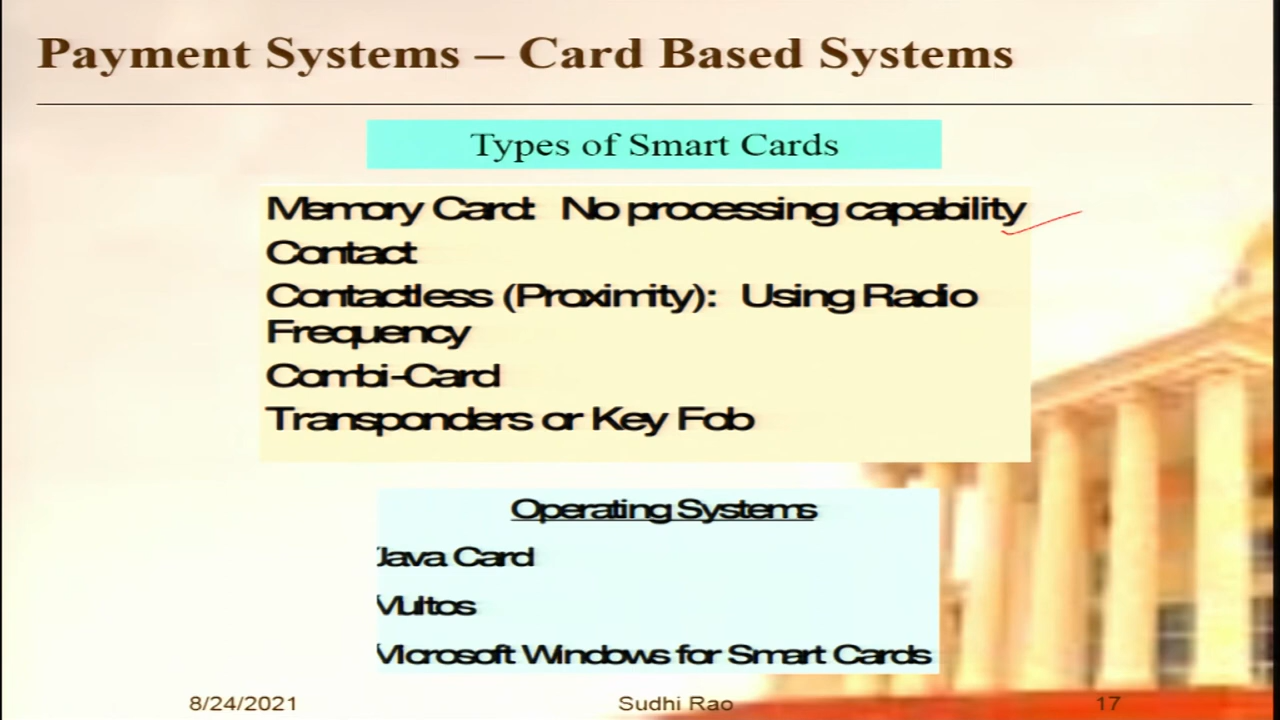 Payment Systems – Card Based Systems
Types of Smart Cards
Memory Card: No processing capability
Contact
Contactless (Proximity): Using Radio
Frequency
Combi-Card
Transponders or Key Fob
Operating Systems
Java Card
Multos
Microsoft Windows for Smart Cards
8/24/2021 Sudhi Rao 17